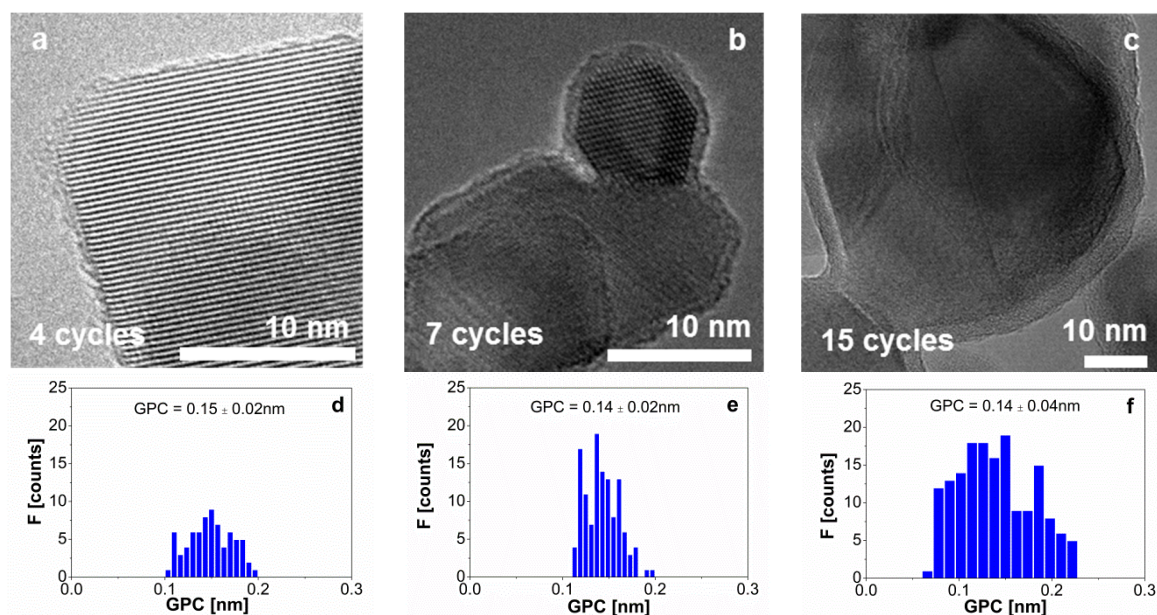 a
4 cycles
10 nm
b
7 cycles
10 nm
c
15 cycles
10 nm
25
20
15
10
5
0
F [counts]
GPC = 0.15 ± 0.02nm
d
0.0
0.1
0.2
0.3
GPC [nm]
25
20
15
10
5
0
F [counts]
GPC = 0.14 ± 0.02nm
e
0.0
0.1
0.2
0.3
GPC [nm]
25
20
15
10
5
0
F [counts]
GPC = 0.14 ± 0.04nm
f
0.0
0.1
0.2
0.3
GPC [nm]